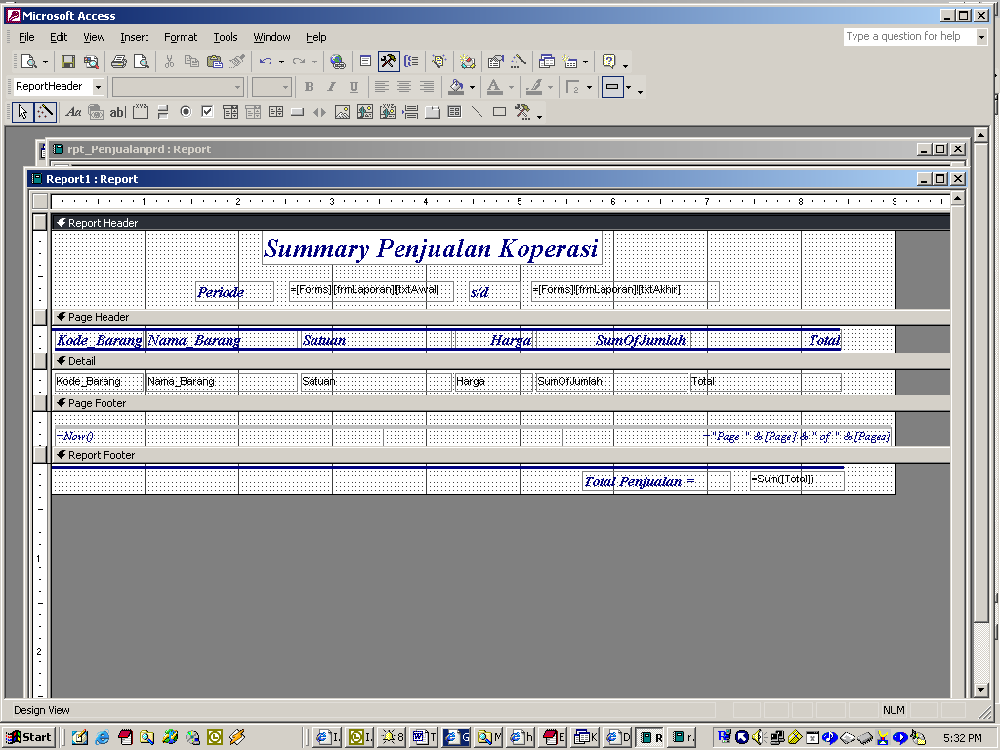 Microsoft Access
File Edit View Insert Format Tools Window Help
Type a question for help
ReportHeader
B I U
Aa ab|
rpt_Penjualanprd : Report
Report1 : Report
1 2 3 4 5 6 7 8 9
Report Header
Summary Penjualan Koperasi
Periode =[Forms]![frmLaporan]![txtAwal] s/d =[Forms]![frmLaporan]![txtAkhir]
Page Header
Kode_Barang Nama_Barang Satuan Harga SumOfJumlah Total
Detail
Kode_Barang Nama_Barang Satuan Harga SumOfJumlah Total
Page Footer
=Now() ="Page " & [Page] & " of " & [Pages]
Report Footer
Total Penjualan = =Sum([Total])
1
2
Design View NUM
Start I. I. 8 T G M h E K D R r. 5:32 PM